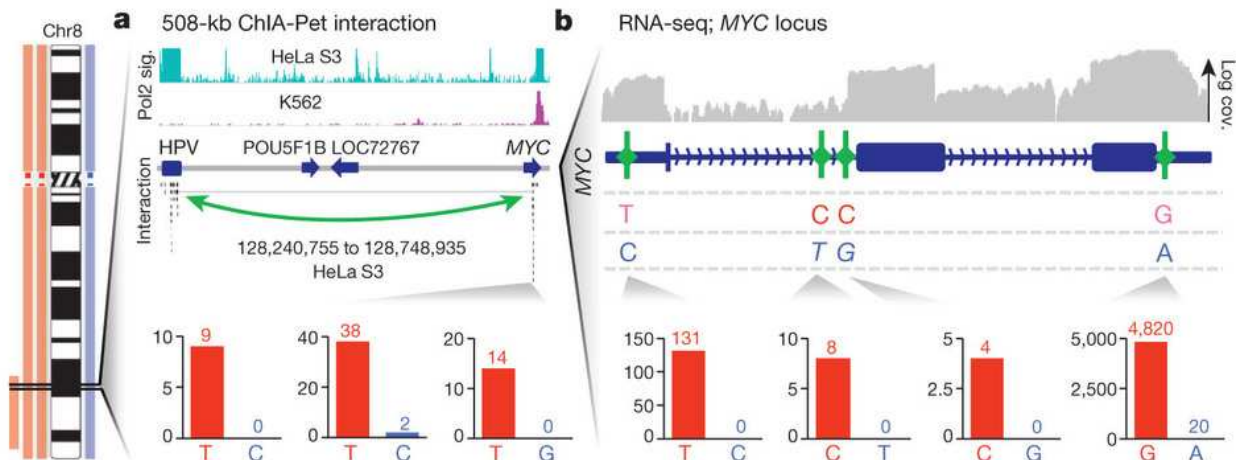 Chr8
a 508-kb ChIA-Pet interaction
Pol2 sig.
HeLa S3
K562
HPV POU5F1B LOC72767 MYC
Interaction
128,240,755 to 128,748,935
HeLa S3
10
5
0
9
0
T C
40
20
0
38
2
T C
20
10
0
14
0
T G
b RNA-seq; MYC locus
Log cov.
MYC
T C C G
C T G A
150
100
50
0
131
0
T C
10
5
0
8
0
C T
5
2.5
0
4
0
C G
5,000
2,500
0
4,820
20
G A